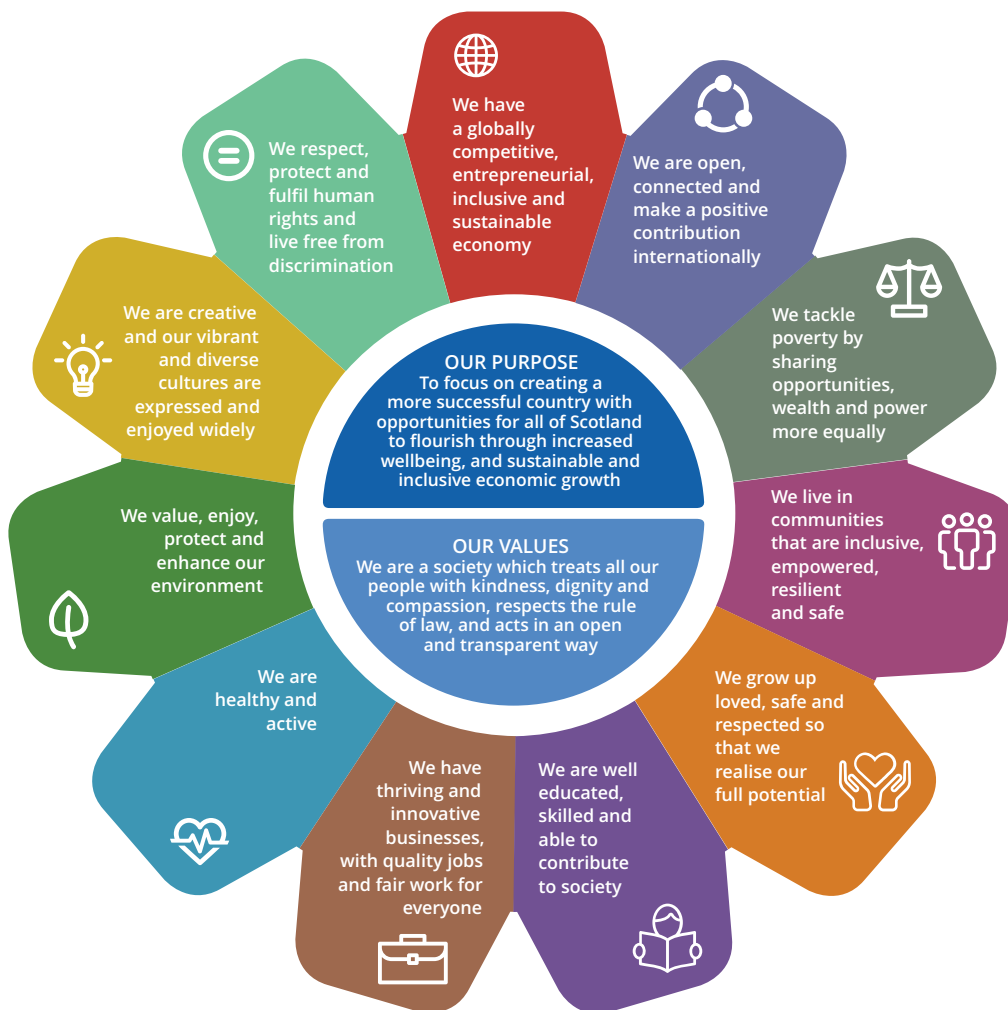 We have
a globally
competitive,
entrepreneurial,
inclusive and
sustainable
economy
We are open,
connected and
make a positive
contribution
internationally
We tackle
poverty by
sharing
opportunities,
wealth and power
more equally
We live in
communities
that are inclusive,
empowered,
resilient
and safe
We grow up
loved, safe and
respected so
that we
realise our
full potential
We are well
educated,
skilled and
able to
contribute
to society
We have
thriving and
innovative
businesses,
with quality jobs
and fair work for
everyone
We are
healthy and
active
We value, enjoy,
protect and
enhance our
environment
We are creative
and our vibrant
and diverse
cultures are
expressed and
enjoyed widely
We respect,
protect and
fulfil human
rights and
live free from
discrimination
OUR PURPOSE
To focus on creating a
more successful country with
opportunities for all of Scotland
to flourish through increased
wellbeing, and sustainable and
inclusive economic growth
OUR VALUES
We are a society which treats all our
people with kindness, dignity and
compassion, respects the rule
of law, and acts in an open
and transparent way